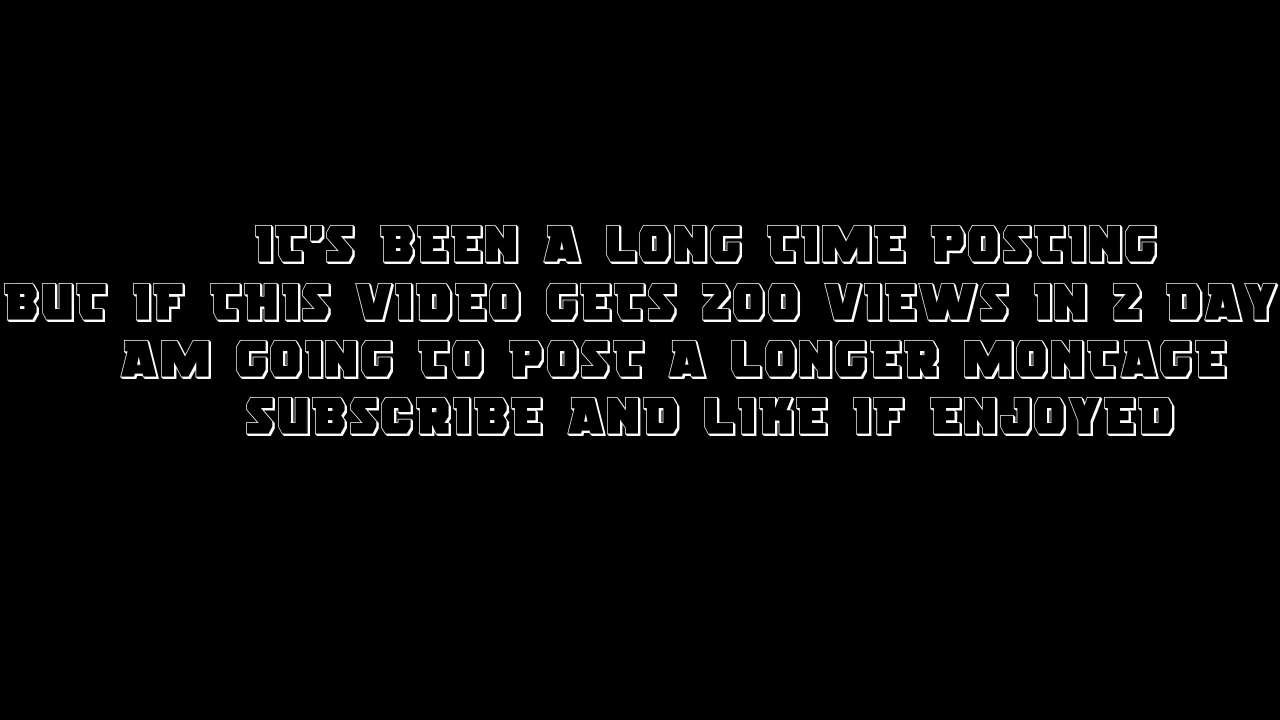 IT'S BEEN A LONG TIME POSTING
BUT IF THIS VIDEO GETS 200 VIEWS IN 2 DAY
AM GOING TO POST A LONGER MONTAGE
SUBSCRIBE AND LIKE IF ENJOYED